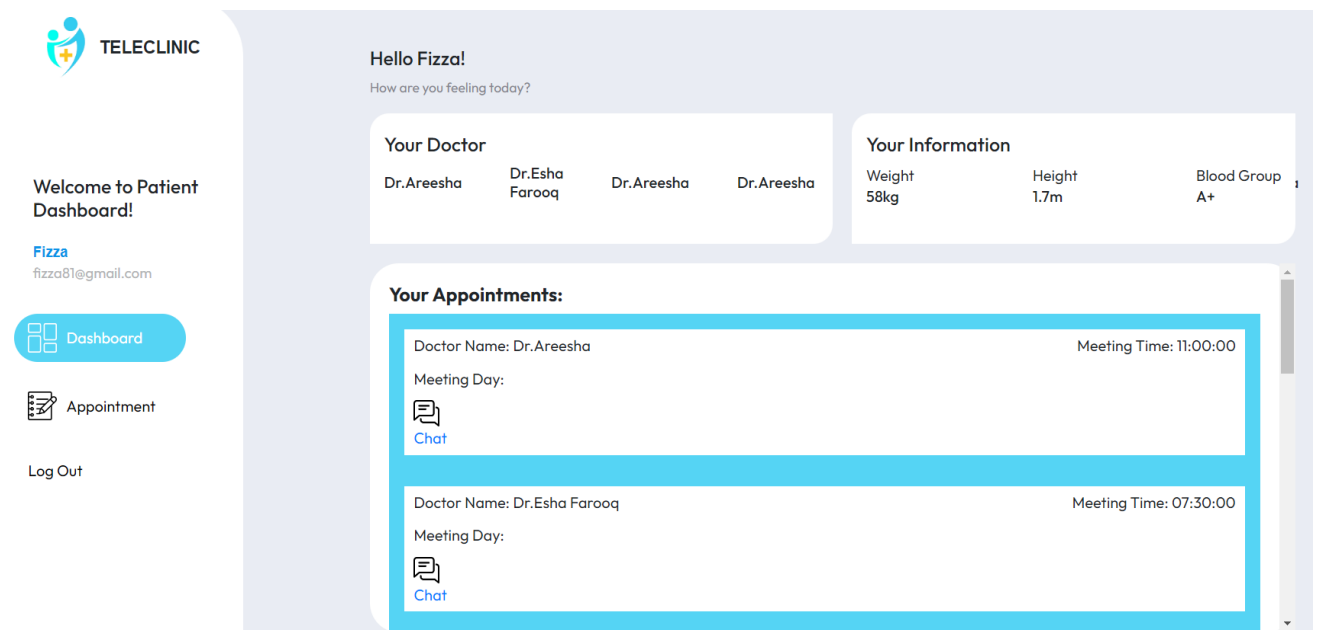 TELECLINIC
Welcome to Patient
Dashboard!
Fizza
fizza81@gmail.com
Dashboard
Appointment
Log Out
Hello Fizza!
How are you feeling today?
Your Doctor
Dr.Areesha
Dr.Esha
Farooq
Dr.Areesha
Dr.Areesha
Your Information
Weight
58kg
Height
1.7m
Blood Group
A+
Your Appointments:
Doctor Name: Dr.Areesha
Meeting Time: 11:00:00
Meeting Day:
Chat
Doctor Name: Dr.Esha Farooq
Meeting Time: 07:30:00
Meeting Day:
Chat